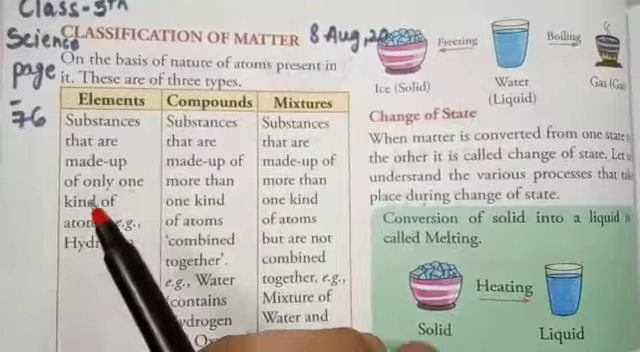 Class-5th
Science
page
-
76
8 Aug, 20
CLASSIFICATION OF MATTER
On the basis of nature of atoms present in
it. These are of three types.
Elements
Substances
that are
made-up
of only one
kind of
e.g.,
Compounds
Substances
that are
made-up of
more than
one kind
of atoms
'combined
together'.
e.g., Water
contains
Mixtures
Substances
that are
made-up of
more than
one kind
of atoms
but are not
combined
together. e.g.,
Mixture of
Water and
Freezing
Boiling
Ice (Solid)
Water
(Liquid)
Gas
Change of State
When matter is converted from one state
the other it is called change of state. Let
understand the various processes that
place during change of state.
Conversion of solid into a liquid
called Melting.
Heating
Solid
Liquid